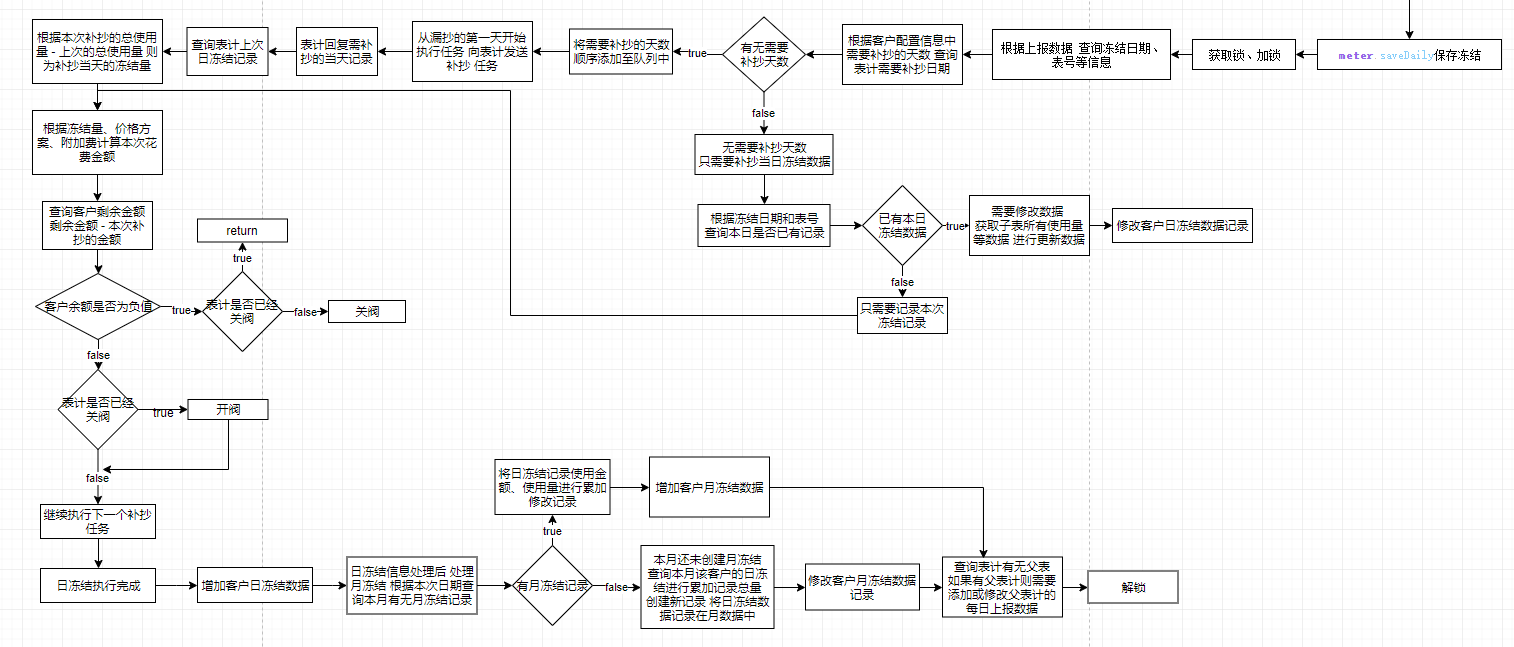 meter.saveDaily保存冻结
获取锁、加锁
根据上报数据 查询冻结日期、
表号等信息
根据客户配置信息中
需要补抄的天数 查询
表计需要补抄日期
有无需要
补抄天数
true
将需要补抄的天数
顺序添加至队列中
从漏抄的第一天开始
执行任务 向表计发送
补抄 任务
表计回复需补
抄的当天记录
查询表计上次
日冻结记录
根据本次补抄的总使用
量 - 上次的总使用量 则
为补抄当天的冻结量
false
无需要补抄天数
只需要补抄当日冻结数据
根据冻结日期和表号
查询本日是否已有记录
已有本日
冻结数据
true
需要修改数据
获取子表所有使用量
等数据 进行更新数据
修改客户日冻结数据记录
false
只需要记录本次
冻结记录
根据冻结量、价格方
案、附加费计算本次花
费金额
查询客户剩余金额
剩余金额 - 本次补
抄的金额
客户余额是否为负值
true
表计是否已经
关阀
true
return
false
关阀
false
表计是否已经
关阀
true
开阀
false
继续执行下一个补抄
任务
日冻结执行完成
增加客户日冻结数据
日冻结信息处理后 处理
月冻结 根据本次日期查
询本月有无月冻结记录
有月冻结记录
true
将日冻结记录使用金
额、使用量进行累加
修改记录
增加客户月冻结数据
false
本月还未创建月冻结
查询本月该客户的日冻
结进行累加记录总量
创建新记录 将日冻结数
据记录在月数据中
修改客户月冻结数据
记录
查询表计有无父表
如果有父表计则需要
添加或修改父表计的
每日上报数据
解锁